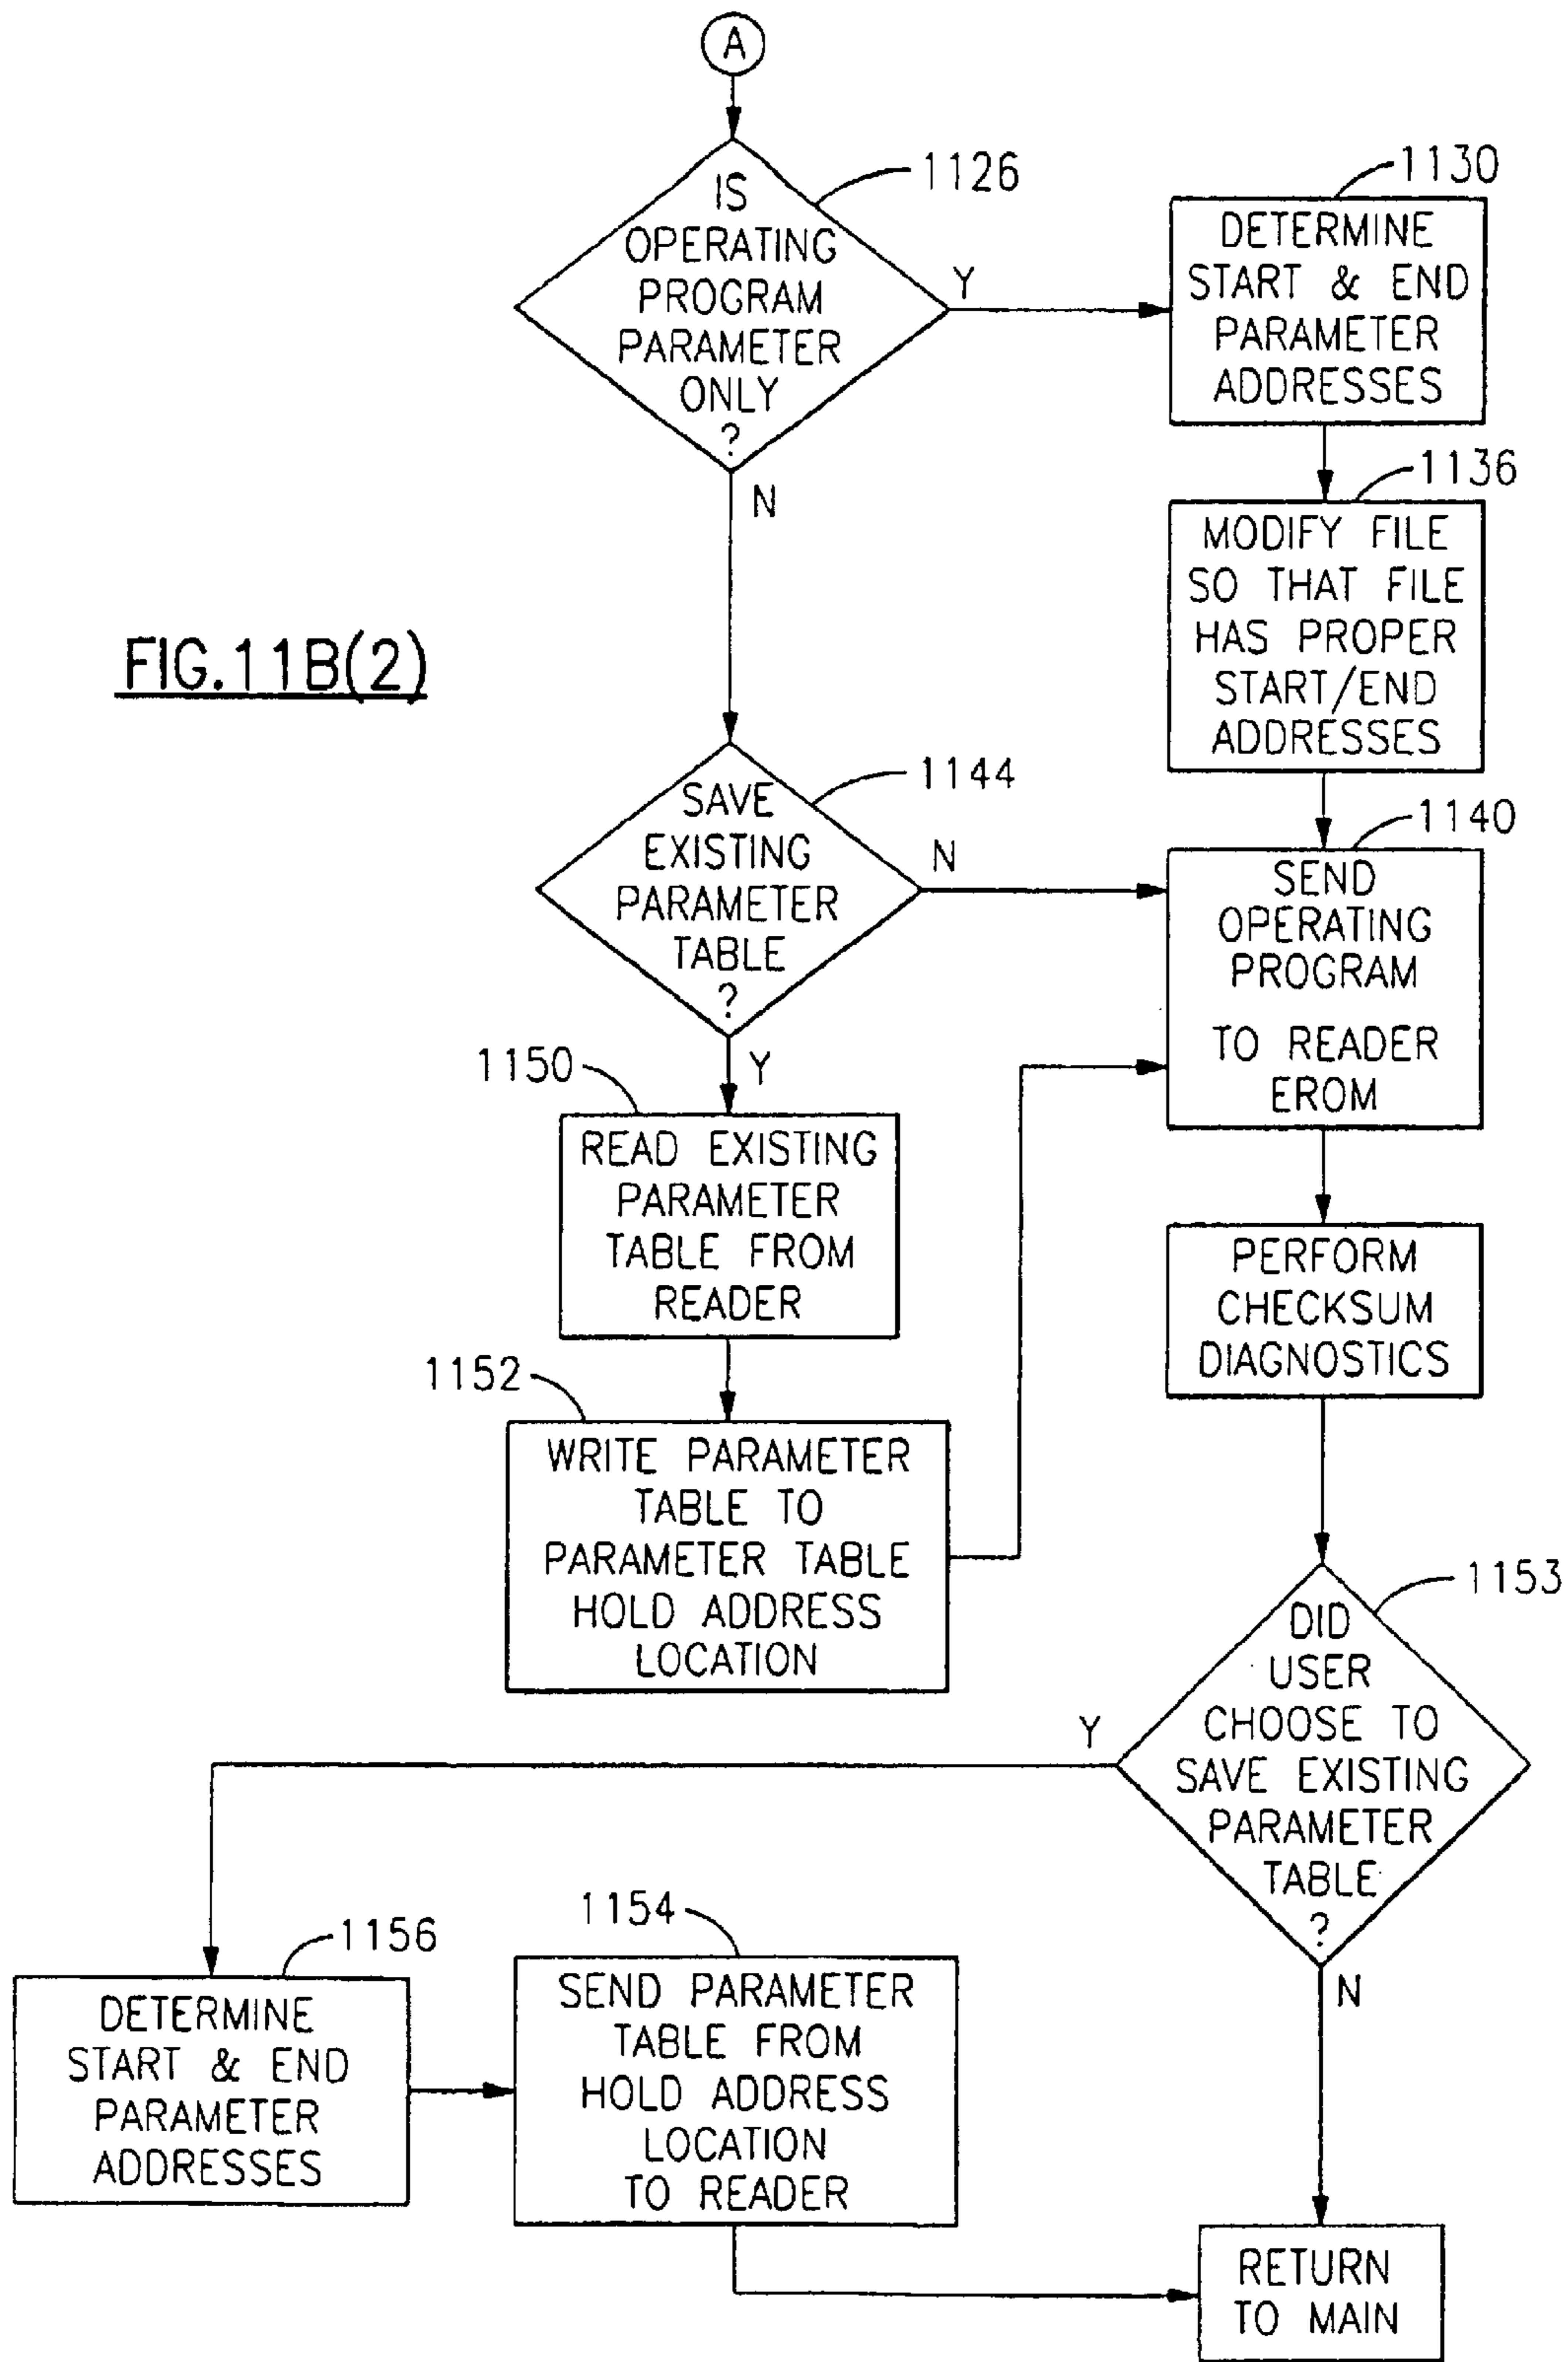 A
IS
OPERATING
PROGRAM
PARAMETER
ONLY
?
1126
Y
N
1130
DETERMINE
START & END
PARAMETER
ADDRESSES
1136
MODIFY FILE
SO THAT FILE
HAS PROPER
START/END
ADDRESSES
FIG.11B(2)
SAVE
EXISTING
PARAMETER
TABLE
?
1144
N
Y
1140
SEND
OPERATING
PROGRAM
TO READER
EROM
1150
READ EXISTING
PARAMETER
TABLE FROM
READER
PERFORM
CHECKSUM
DIAGNOSTICS
1152
WRITE PARAMETER
TABLE TO
PARAMETER TABLE
HOLD ADDRESS
LOCATION
1153
DID
USER
CHOOSE TO
SAVE EXISTING
PARAMETER
TABLE
?
Y
N
1156
DETERMINE
START & END
PARAMETER
ADDRESSES
1154
SEND PARAMETER
TABLE FROM
HOLD ADDRESS
LOCATION
TO READER
RETURN
TO MAIN